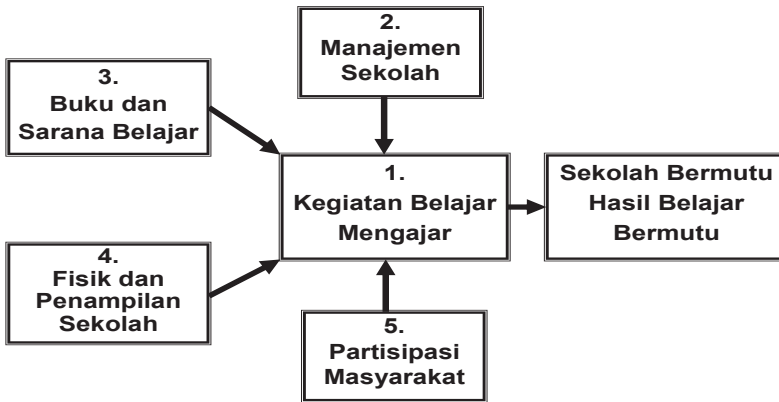 2.
Manajemen
Sekolah
3.
Buku dan
Sarana Belajar
1.
Kegiatan Belajar
Mengajar
Sekolah Bermutu
Hasil Belajar
Bermutu
4.
Fisik dan
Penampilan
Sekolah
5.
Partisipasi
Masyarakat